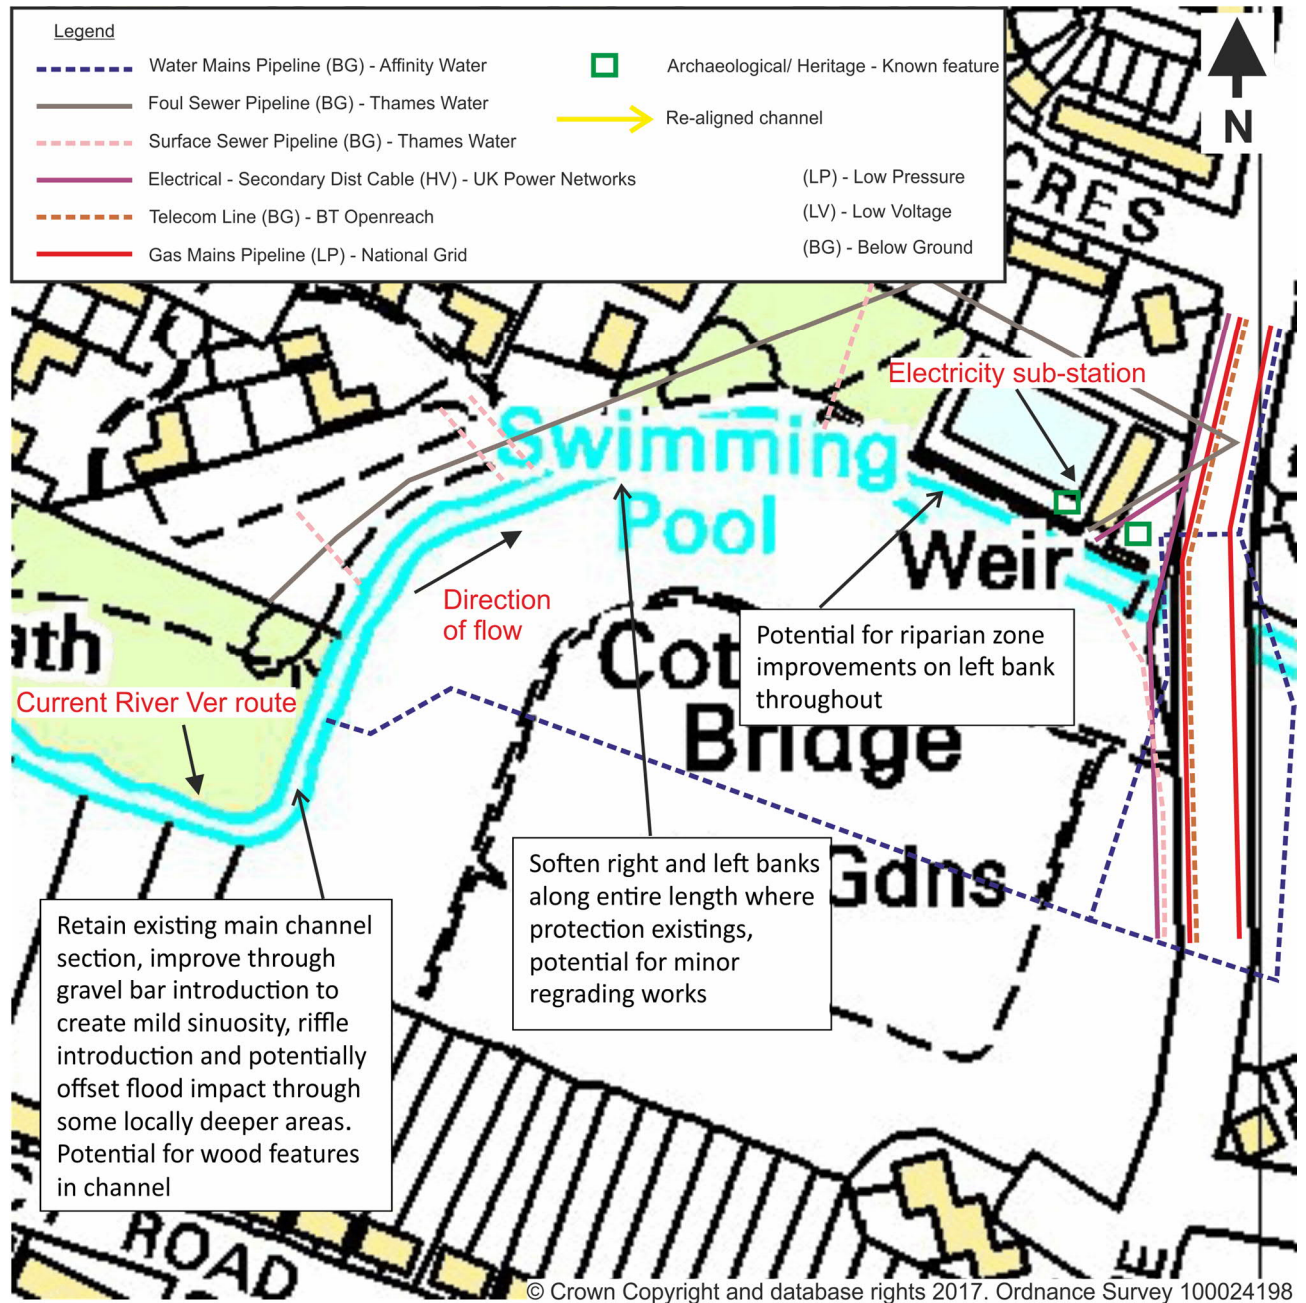 Legend
Water Mains Pipeline (BG) - Affinity Water
Foul Sewer Pipeline (BG) - Thames Water
Surface Sewer Pipeline (BG) - Thames Water
Electrical - Secondary Dist Cable (HV) - UK Power Networks
Telecom Line (BG) - BT Openreach
Gas Mains Pipeline (LP) - National Grid
Archaeological/ Heritage - Known feature
Re-aligned channel
(LP) - Low Pressure
(LV) - Low Voltage
(BG) - Below Ground
N
CRES
Electricity sub-station
Swimming
Pool
Weir
Direction
of flow
Potential for riparian zone
improvements on left bank
throughout
ath
Current River Ver route
Cot
Bridge
Gdns
Soften right and left banks
along entire length where
protection existings,
potential for minor
regrading works
Retain existing main channel
section, improve through
gravel bar introduction to
create mild sinuosity, riffle
introduction and potentially
offset flood impact through
some locally deeper areas.
Potential for wood features
in channel
ROAD
© Crown Copyright and database rights 2017. Ordnance Survey 100024198